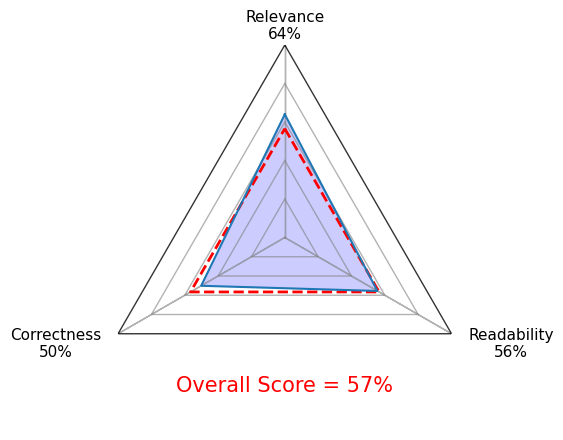 Relevance
64%
Correctness
50%
Readability
56%
Overall Score = 57%